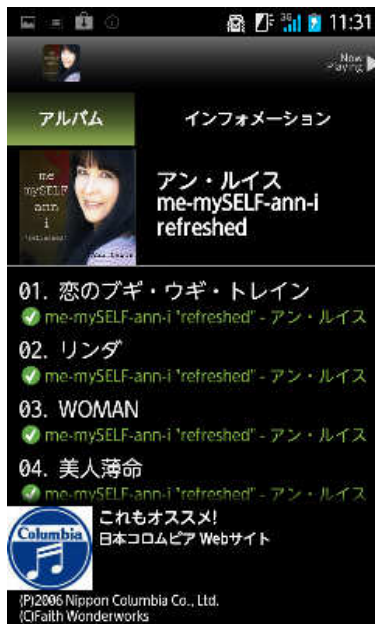 3G 11:31
Now
Playing
アルバム インフォメーション
me
mySELF
ann
i
アン・ルイス
me-mySELF-ann-i
refreshed
01. 恋のブギ・ウギ・トレイン
me-mySELF-ann-i "refreshed" - アン・ルイス
02. リンダ
me-mySELF-ann-i "refreshed" - アン・ルイス
03. WOMAN
me-mySELF-ann-i "refreshed" - アン・ルイス
04. 美人薄命
me-mySELF-ann-i "refreshed" - アン・ルイス
Columbia
これもオススメ!
日本コロムビア Webサイト
(P)2006 Nippon Columbia Co., Ltd.
(C)Faith Wonderworks